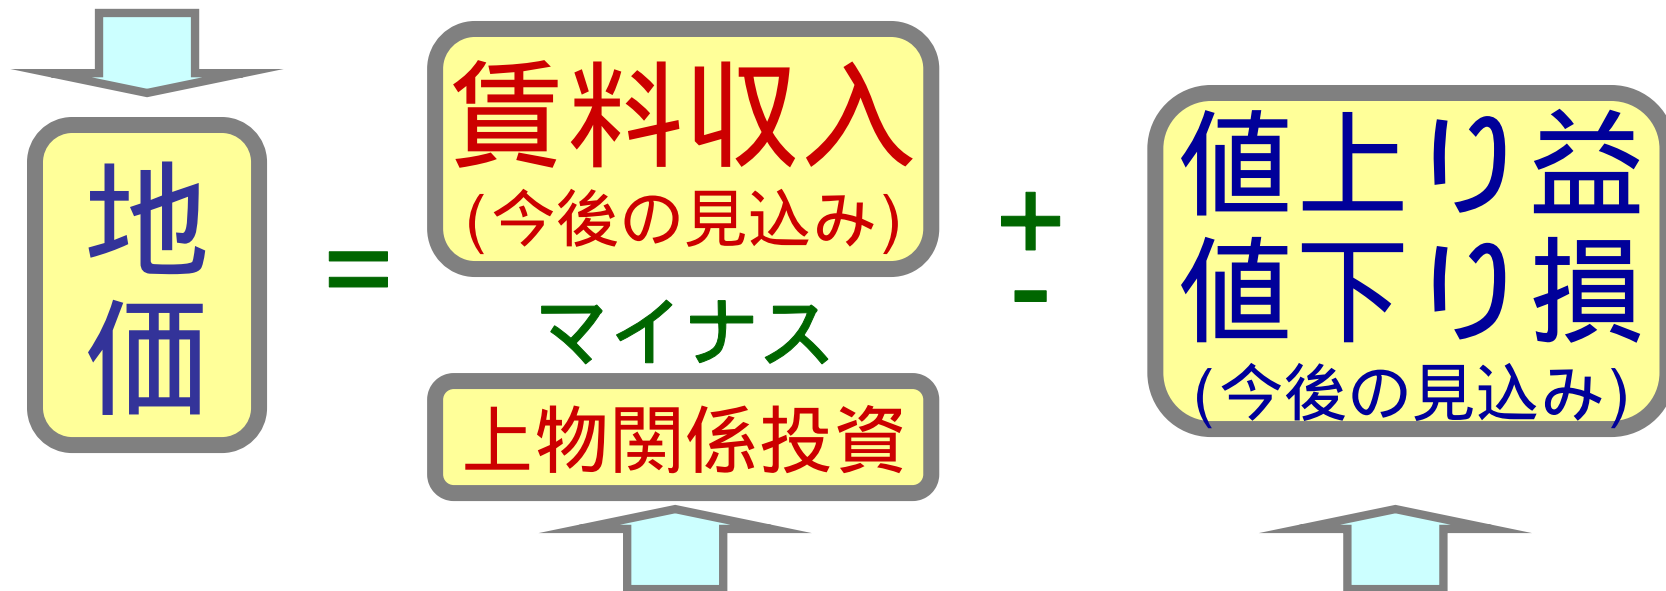 地
価
=
賃料収入
(今後の見込み)
マイナス
上物関係投資
+
-
値上り益
値下り損
(今後の見込み)